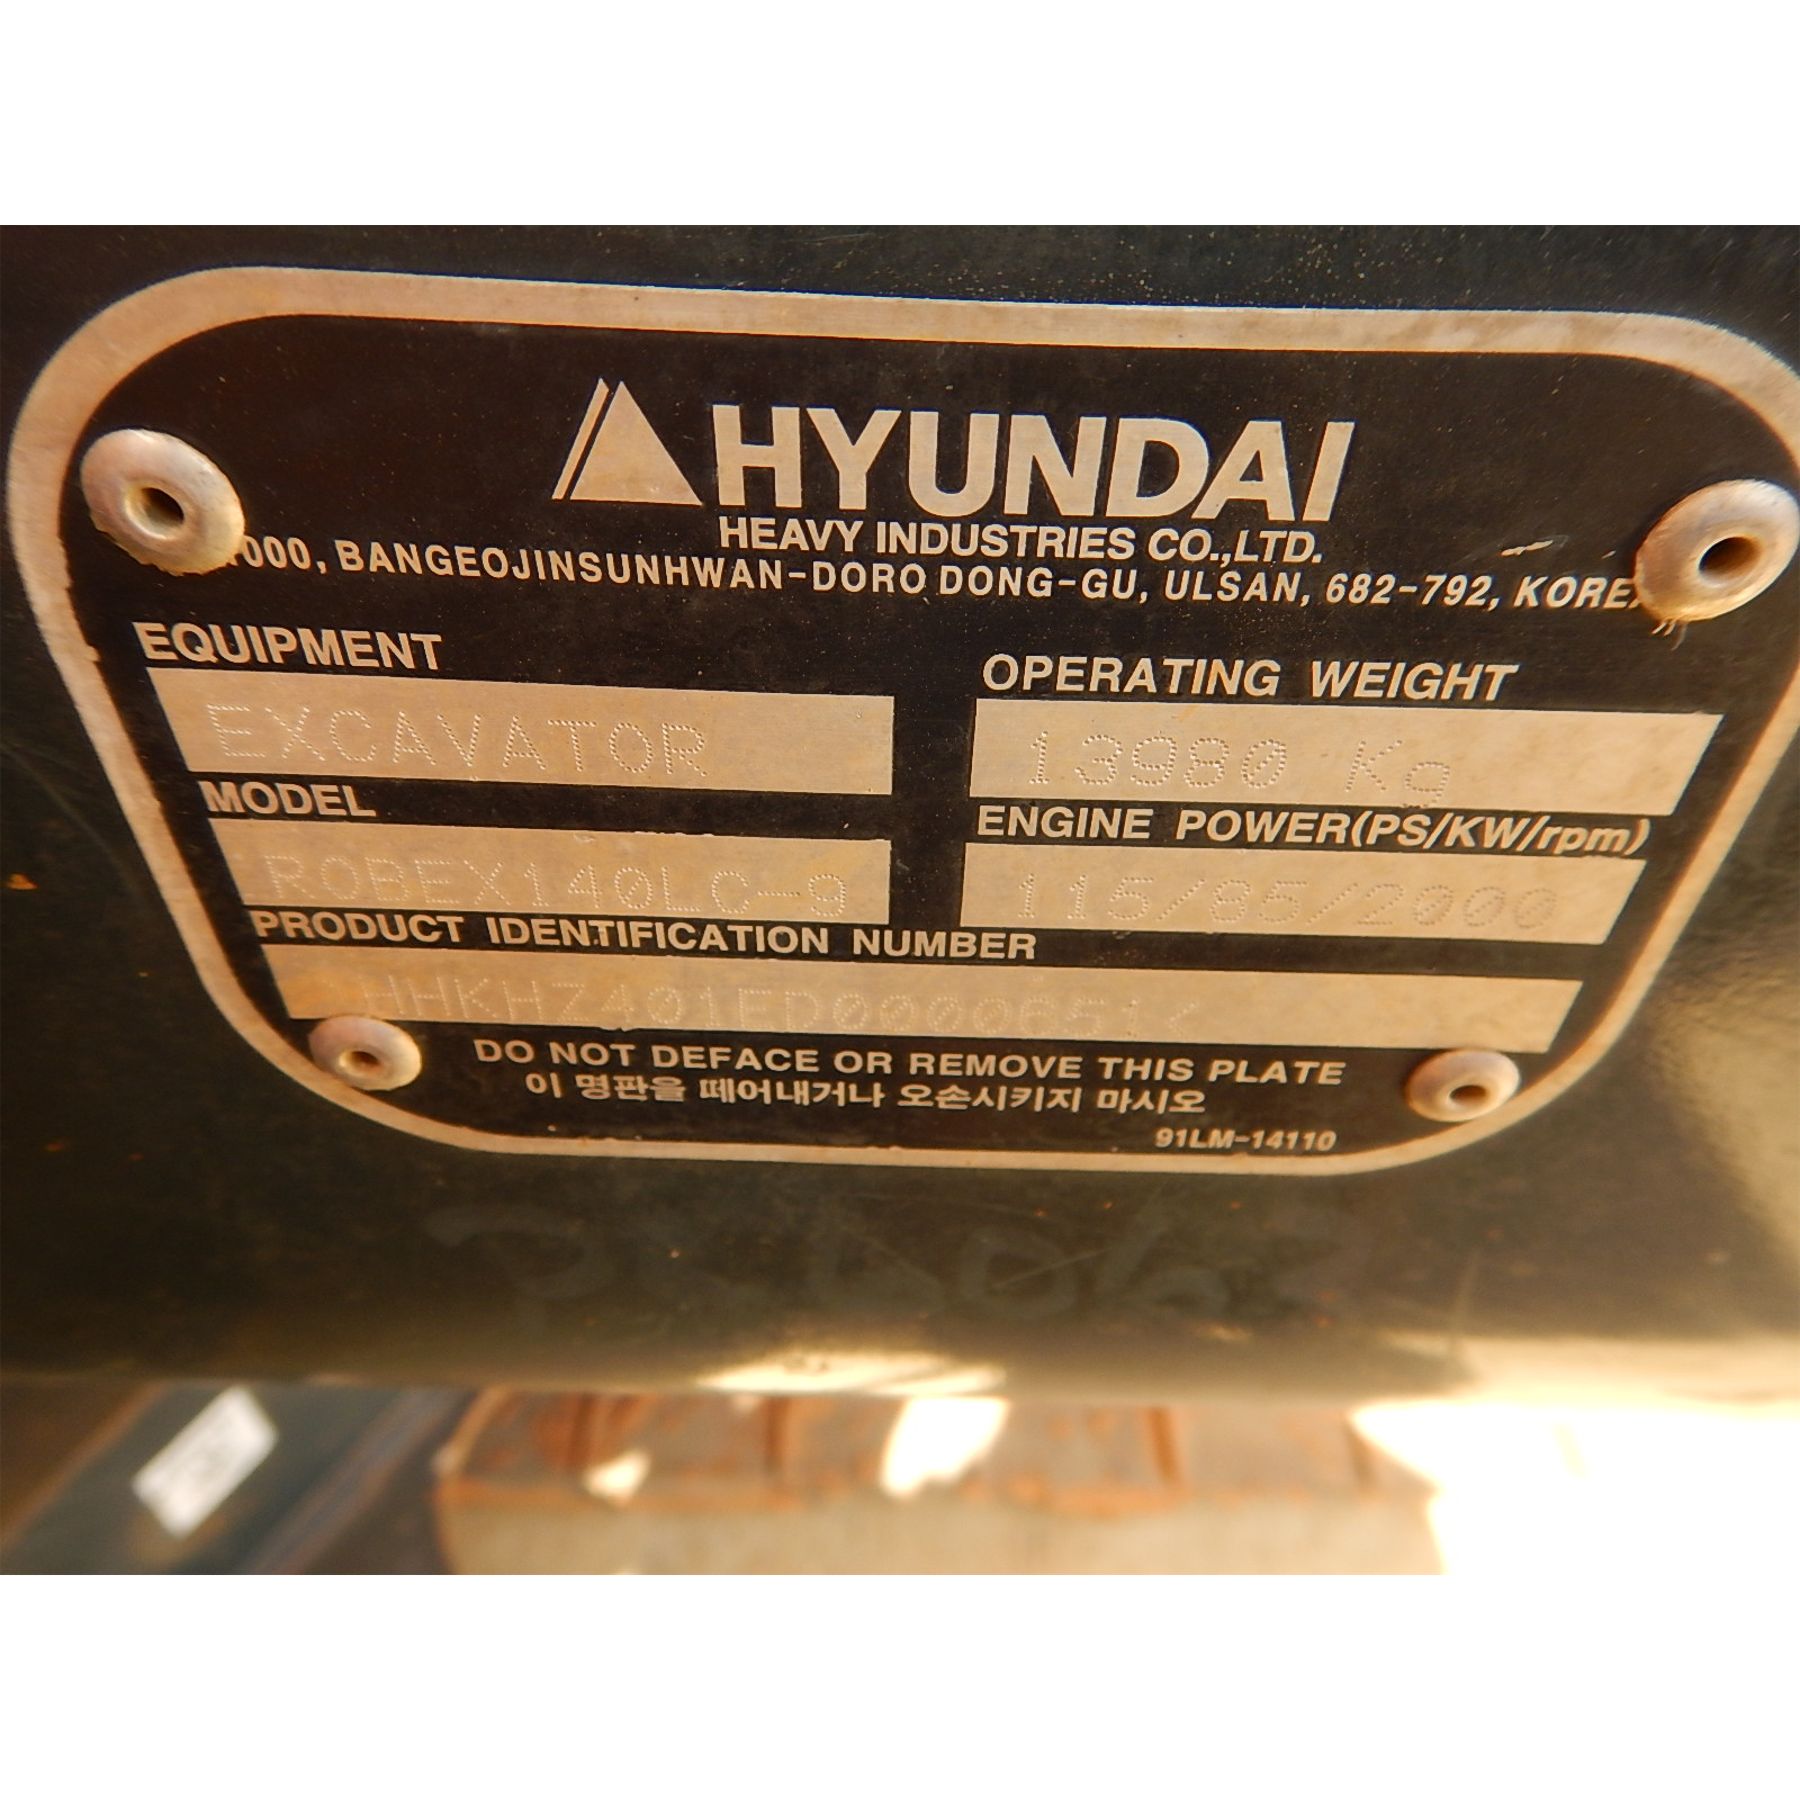 HYUNDAI
HEAVY INDUSTRIES CO.,LTD.
BANGEOJINSUNHWAN-DORO DONG-GU, ULSAN, 682-792,
EQUIPMENT
EXCAVATOR
OPERATING WEIGHT
13980 Kg
MODEL
ROBEX140LC-9
ENGINE POWER(PS/KW/rpm)
115/85/2000
PRODUCT IDENTIFICATION NUMBER
DO NOT DEFACE OR REMOVE THIS PLATE
이 명판을 떼어내거나 오손시키지 마시오
91LM-14110